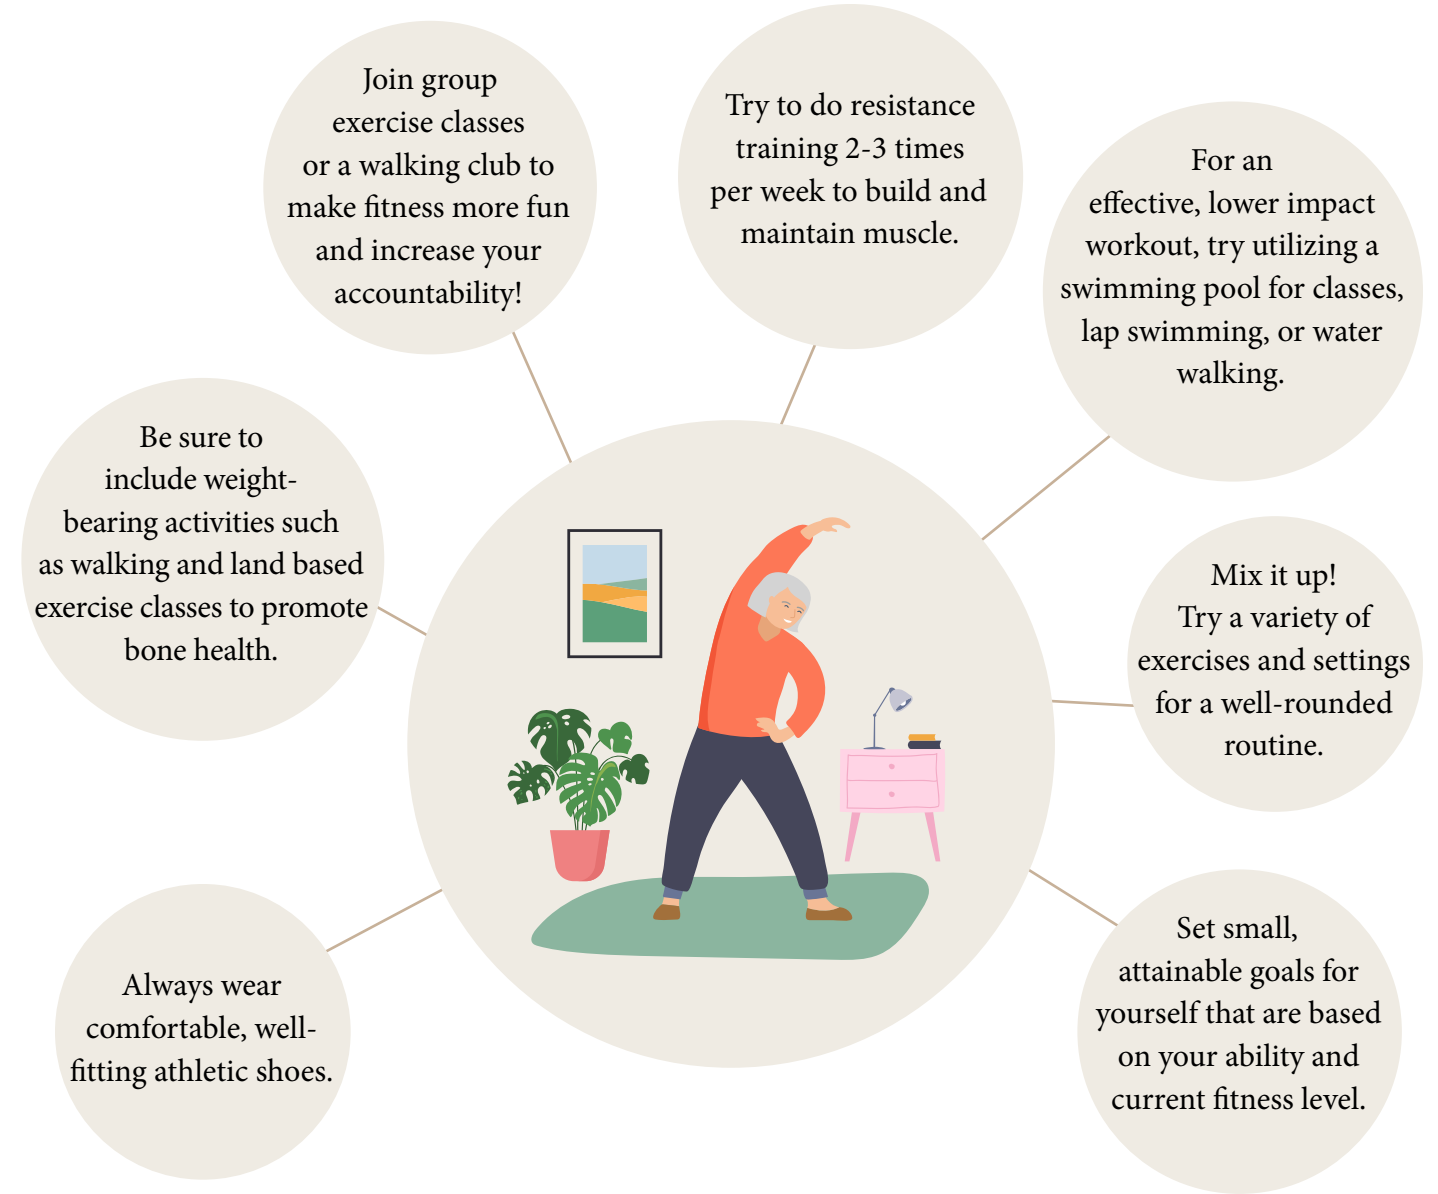 Join group
exercise classes
or a walking club to
make fitness more fun
and increase your
accountability!
Try to do resistance
training 2-3 times
per week to build and
maintain muscle.
For an
effective, lower impact
workout, try utilizing a
swimming pool for classes,
lap swimming, or water
walking.
Be sure to
include weight-
bearing activities such
as walking and land based
exercise classes to promote
bone health.
Mix it up!
Try a variety of
exercises and settings
for a well-rounded
routine.
Always wear
comfortable, well-
fitting athletic shoes.
Set small,
attainable goals for
yourself that are based
on your ability and
current fitness level.